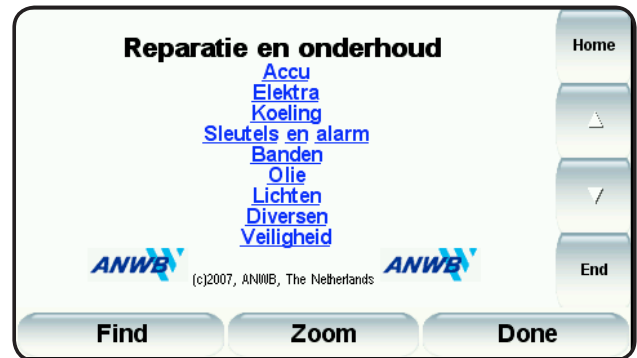 Reparatie en onderhoud
Accu
Elektra
Koeling
Sleutels en alarm
Banden
Olie
Lichten
Diversen
Veiligheid
ANWB (c)2007, ANWB, The Netherlands ANWB
Home
End
Find Zoom Done